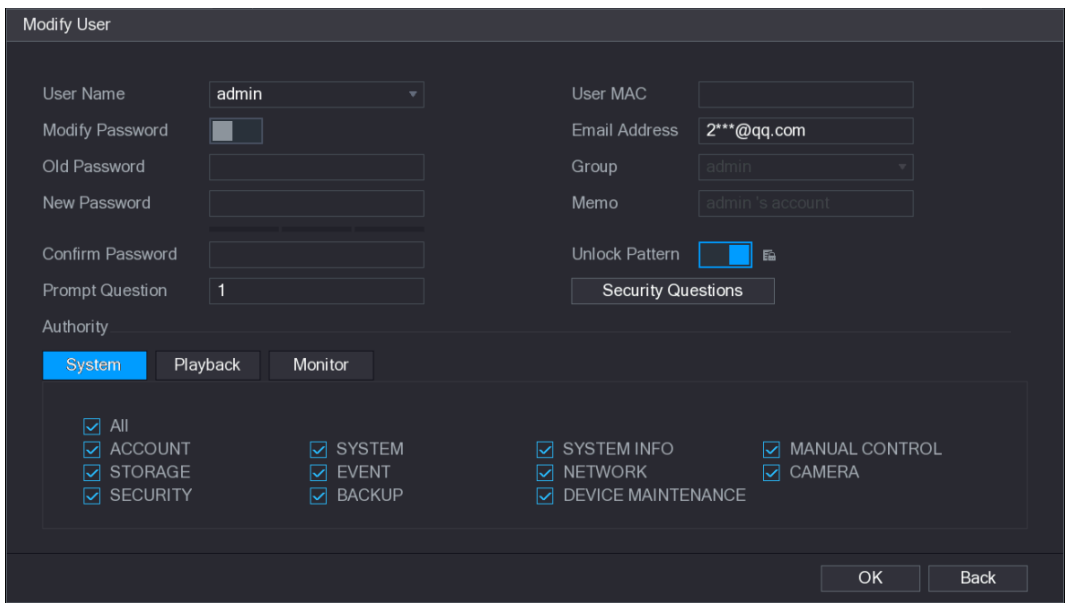 Modify User
User Name admin User MAC
Modify Password Email Address 2***@qq.com
Old Password Group admin
New Password Memo admin 's account
Confirm Password Unlock Pattern
Prompt Question 1 Security Questions
Authority
System Playback Monitor
All
ACCOUNT SYSTEM SYSTEM INFO MANUAL CONTROL
STORAGE EVENT NETWORK CAMERA
SECURITY BACKUP DEVICE MAINTENANCE
OK Back